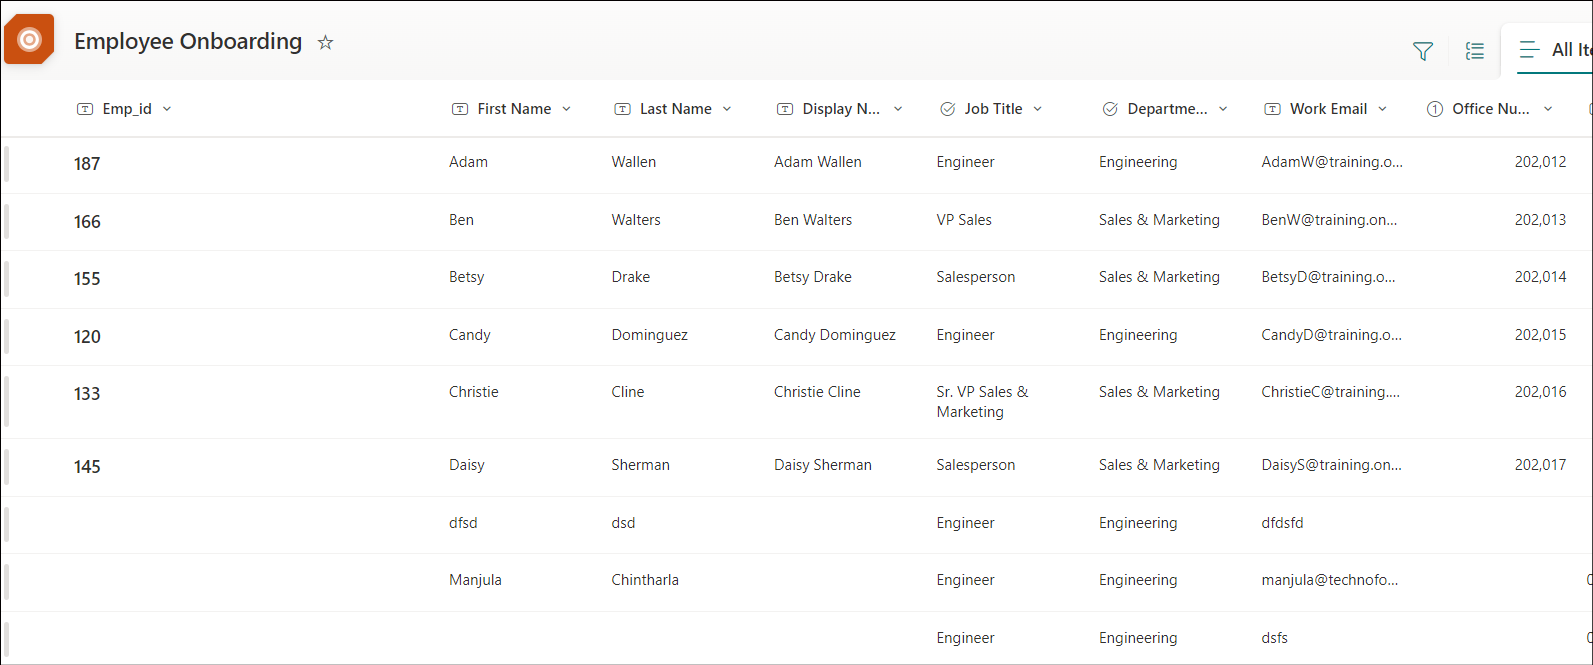 Employee Onboarding
All Ite
Emp_id First Name Last Name Display N... Job Title Departme... Work Email Office Nu...
187 Adam Wallen Adam Wallen Engineer Engineering AdamW@training.o... 202,012
166 Ben Walters Ben Walters VP Sales Sales & Marketing BenW@training.on... 202,013
155 Betsy Drake Betsy Drake Salesperson Sales & Marketing BetsyD@training.o... 202,014
120 Candy Dominguez Candy Dominguez Engineer Engineering CandyD@training.o... 202,015
133 Christie Cline Christie Cline Sr. VP Sales & Sales & Marketing ChristieC@training.... 202,016
Marketing
145 Daisy Sherman Daisy Sherman Salesperson Sales & Marketing DaisyS@training.on... 202,017
dfsd dsd Engineer Engineering dfdsfd
Manjula Chintharla Engineer Engineering manjula@technofo...
Engineer Engineering dsfs